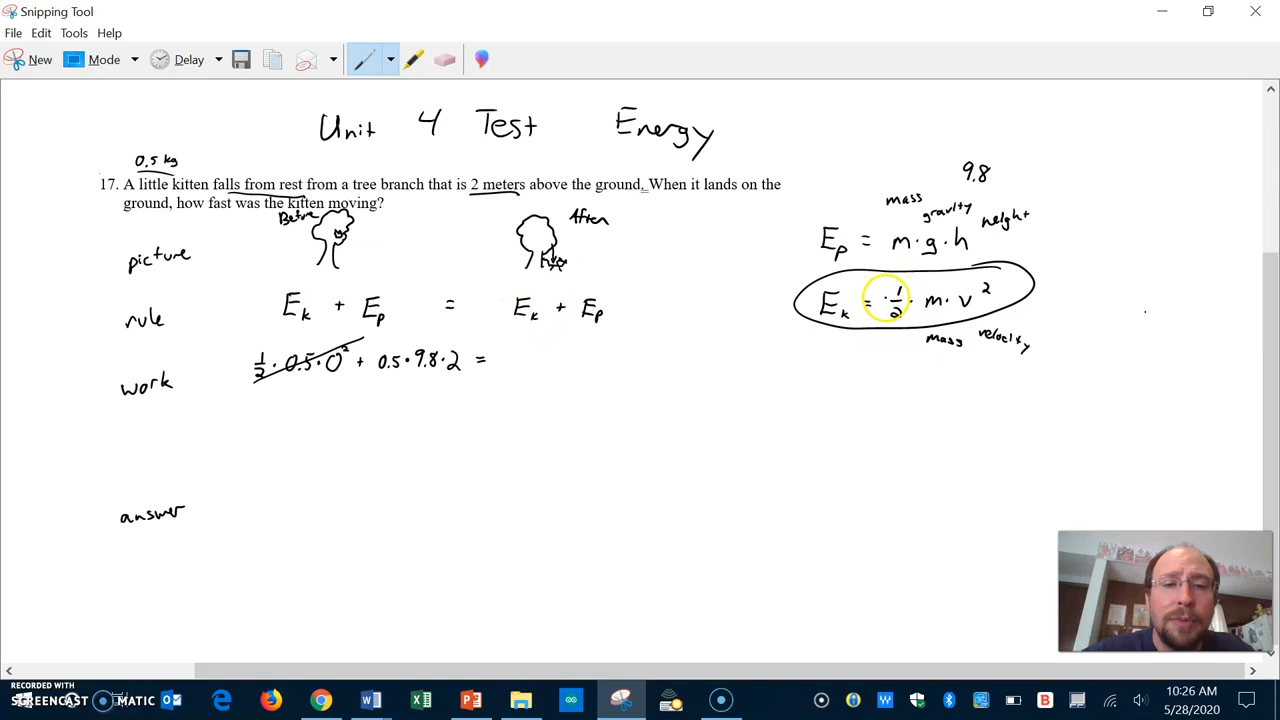 Snipping Tool
File Edit Tools Help
New Mode Delay
Unit 4 Test Energy
0.5 kg
17. A little kitten falls from rest from a tree branch that is 2 meters above the ground. When it lands on the
ground, how fast was the kitten moving?
9.8
Before After
mass gravity height
picture
Ep = m·g·h
rule
Ek + Ep = Ek + Ep
Ek = 1/2 · m · v²
mass velocity
work
1/2 · 0.5 · 0² + 0.5 · 9.8 · 2 =
answer
RECORDED WITH
SCREENCAST MATIC
10:26 AM
5/28/2020